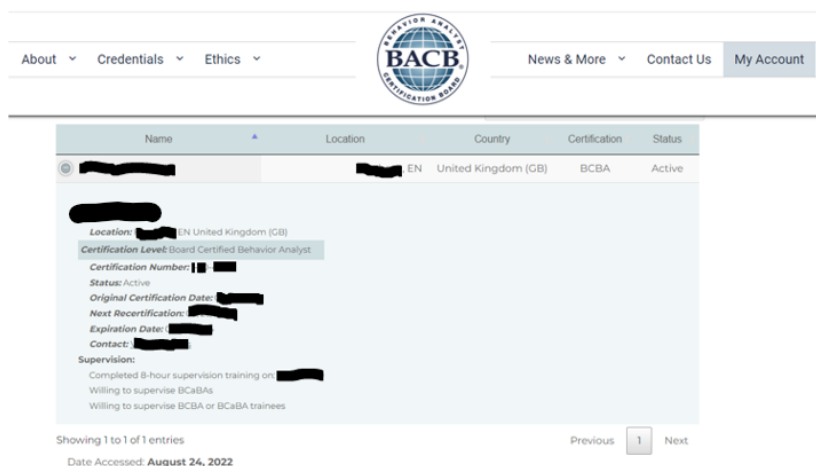 BEHAVIOR ANALYST
BACB
CERTIFICATION BOARD
About Credentials Ethics News & More Contact Us My Account
Name Location Country Certification Status
, EN United Kingdom (GB) BCBA Active
Location: EN United Kingdom (GB)
Certification Level: Board Certified Behavior Analyst
Certification Number:
Status: Active
Original Certification Date:
Next Recertification:
Expiration Date:
Contact:
Supervision:
Completed 8-hour supervision training on:
Willing to supervise BCaBAs
Willing to supervise BCBA or BCaBA trainees
Showing 1 to 1 of 1 entries Previous 1 Next
Date Accessed: August 24, 2022